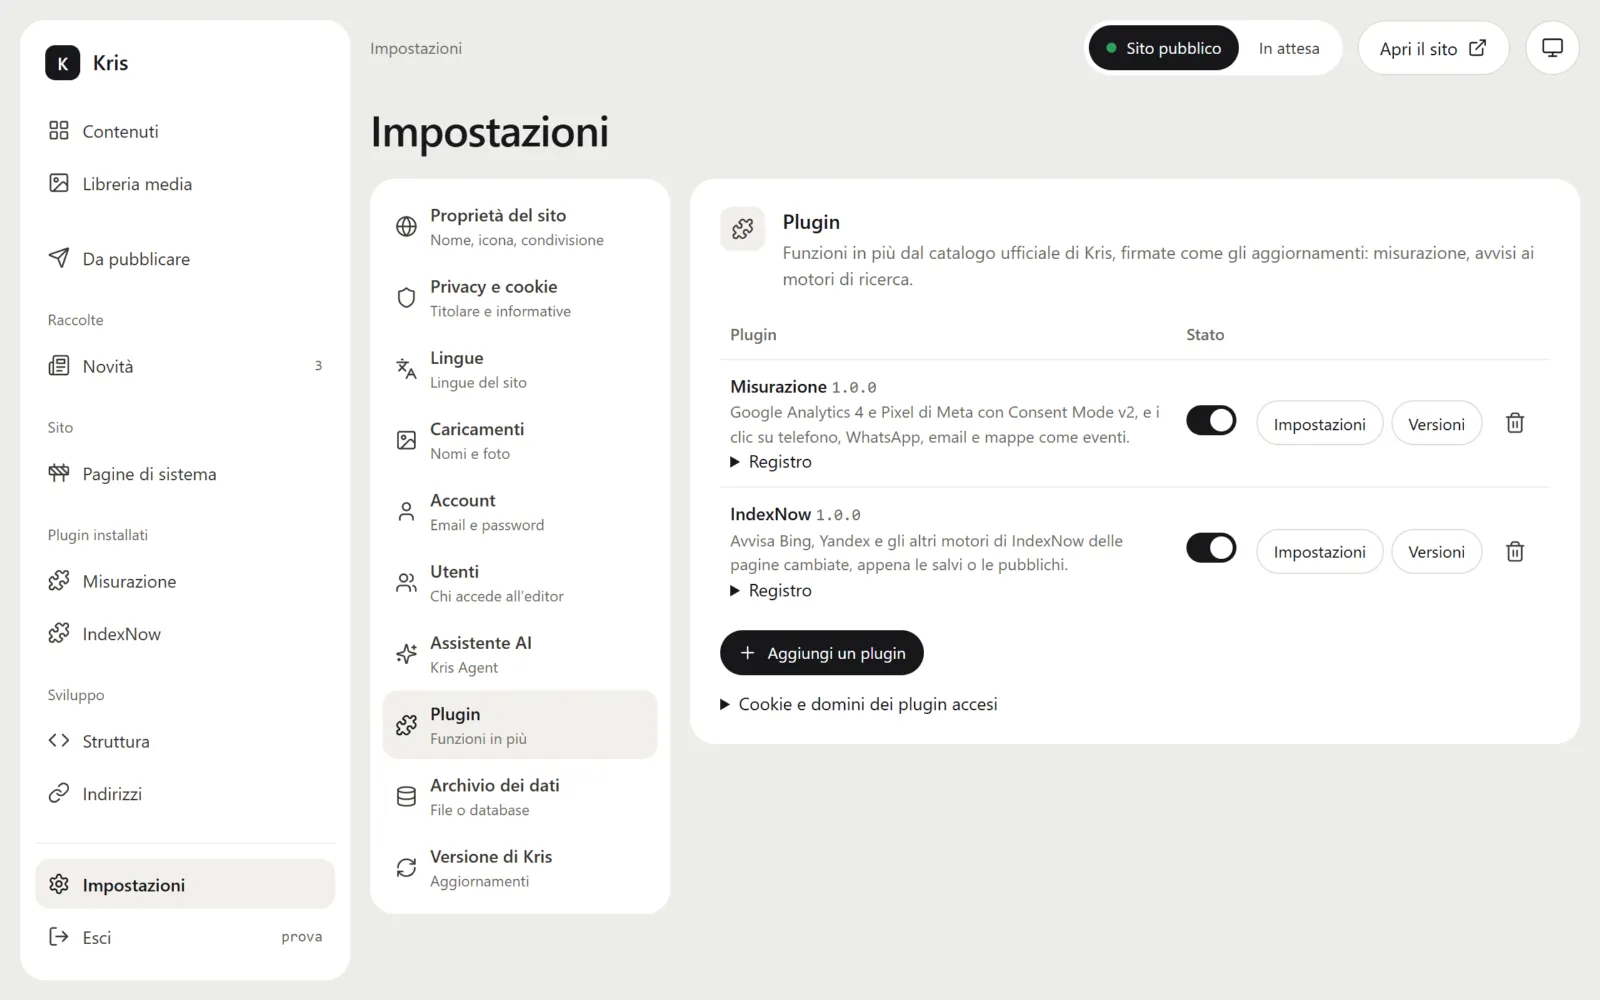 K Kris
Contenuti
Libreria media
Da pubblicare
Raccolte
Novità 3
Sito
Pagine di sistema
Plugin installati
Misurazione
IndexNow
Sviluppo
Struttura
Indirizzi
Impostazioni
Esci prova
Impostazioni
Sito pubblico In attesa Apri il sito
Impostazioni
Proprietà del sito
Nome, icona, condivisione
Privacy e cookie
Titolare e informative
Lingue
Lingue del sito
Caricamenti
Nomi e foto
Account
Email e password
Utenti
Chi accede all'editor
Assistente AI
Kris Agent
Plugin
Funzioni in più
Archivio dei dati
File o database
Versione di Kris
Aggiornamenti
Plugin
Funzioni in più dal catalogo ufficiale di Kris, firmate come gli aggiornamenti: misurazione, avvisi ai
motori di ricerca.
Plugin Stato
Misurazione 1.0.0
Google Analytics 4 e Pixel di Meta con Consent Mode v2, e i
clic su telefono, WhatsApp, email e mappe come eventi.
Registro
Impostazioni Versioni
IndexNow 1.0.0
Avvisa Bing, Yandex e gli altri motori di IndexNow delle
pagine cambiate, appena le salvi o le pubblichi.
Registro
Impostazioni Versioni
Aggiungi un plugin
Cookie e domini dei plugin accesi